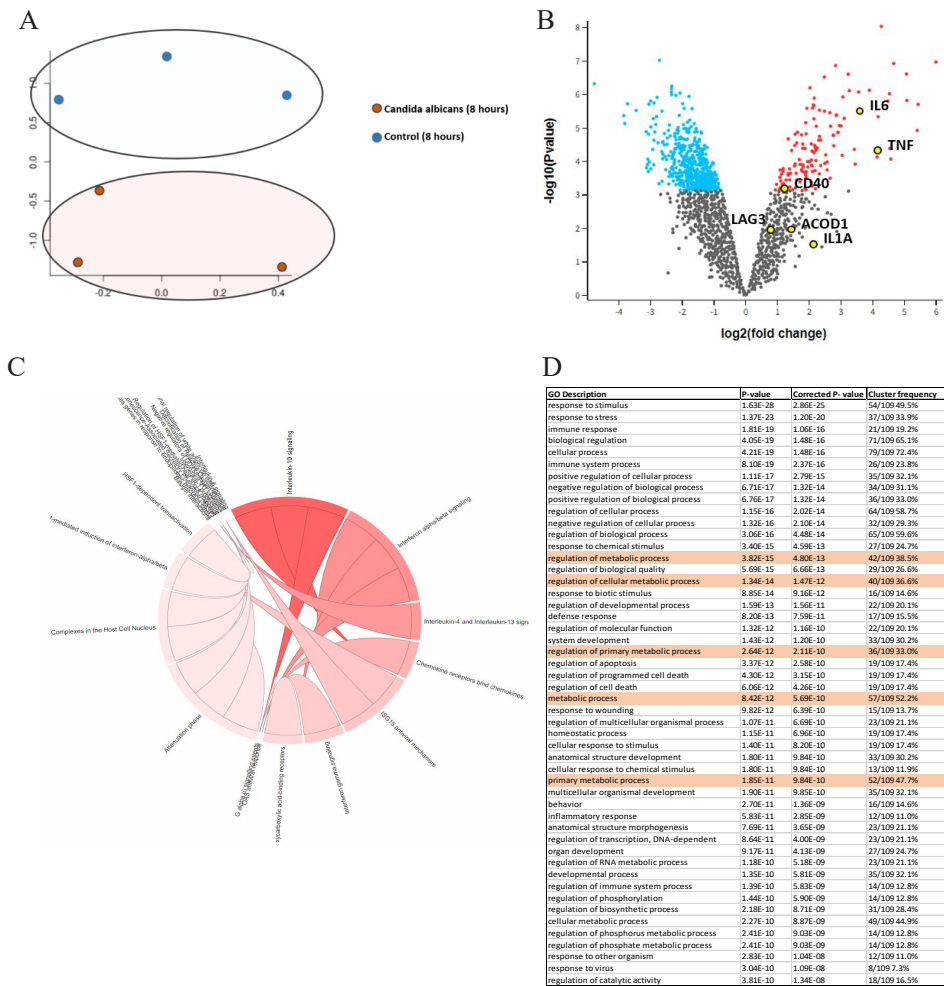 A
1.0
0.5
0.0
-0.5
-1.0
-0.2
0.0
0.2
0.4
Candida albicans (8 hours)
Control (8 hours)
B
-log10(Pvalue)
8
7
6
5
4
3
2
1
0
IL6
TNF
CD40
LAG3
ACOD1
IL1A
-4
-3
-2
-1
0
1
2
3
4
5
6
log2(fold change)
C
Interleukin-10 signaling
Interferon alpha/beta signaling
Interleukin-4 and Interleukin-13 sign
Chemokine receptors bind chemokines
ISG15 antiviral mechanism
Interferon gamma signaling
ycarboxylic acid-binding receptors
G alpha (i) signalling events
Attenuation phase
Complexes in the Host Cell Nucleus
-mediated induction of interferon-alpha/beta
HSF1-dependent transactivation
D
GO Description P-value Corrected P- value Cluster frequency
response to stimulus 1.63E-28 2.86E-25 54/109 49.5%
response to stress 1.37E-23 1.20E-20 37/109 33.9%
immune response 1.81E-19 1.06E-16 21/109 19.2%
biological regulation 4.05E-19 1.48E-16 71/109 65.1%
cellular process 4.21E-19 1.48E-16 79/109 72.4%
immune system process 8.10E-19 2.37E-16 26/109 23.8%
positive regulation of cellular process 1.11E-17 2.79E-15 35/109 32.1%
negative regulation of biological process 6.71E-17 1.32E-14 34/109 31.1%
positive regulation of biological process 6.76E-17 1.32E-14 36/109 33.0%
regulation of cellular process 1.15E-16 2.02E-14 64/109 58.7%
negative regulation of cellular process 1.32E-16 2.10E-14 32/109 29.3%
regulation of biological process 3.06E-16 4.48E-14 65/109 59.6%
response to chemical stimulus 3.40E-15 4.59E-13 27/109 24.7%
regulation of metabolic process 3.82E-15 4.80E-13 42/109 38.5%
regulation of biological quality 5.69E-15 6.66E-13 29/109 26.6%
regulation of cellular metabolic process 1.34E-14 1.47E-12 40/109 36.6%
response to biotic stimulus 8.85E-14 9.16E-12 16/109 14.6%
regulation of developmental process 1.59E-13 1.56E-11 22/109 20.1%
defense response 8.20E-13 7.59E-11 17/109 15.5%
regulation of molecular function 1.32E-12 1.16E-10 22/109 20.1%
system development 1.43E-12 1.20E-10 33/109 30.2%
regulation of primary metabolic process 2.64E-12 2.11E-10 36/109 33.0%
regulation of apoptosis 3.37E-12 2.58E-10 19/109 17.4%
regulation of programmed cell death 4.30E-12 3.15E-10 19/109 17.4%
regulation of cell death 6.06E-12 4.26E-10 19/109 17.4%
metabolic process 8.42E-12 5.69E-10 57/109 52.2%
response to wounding 9.82E-12 6.39E-10 15/109 13.7%
regulation of multicellular organismal process 1.07E-11 6.69E-10 23/109 21.1%
homeostatic process 1.15E-11 6.96E-10 19/109 17.4%
cellular response to stimulus 1.40E-11 8.20E-10 19/109 17.4%
anatomical structure development 1.80E-11 9.84E-10 33/109 30.2%
cellular response to chemical stimulus 1.80E-11 9.84E-10 13/109 11.9%
primary metabolic process 1.85E-11 9.84E-10 52/109 47.7%
multicellular organismal development 1.90E-11 9.85E-10 35/109 32.1%
behavior 2.70E-11 1.36E-09 16/109 14.6%
inflammatory response 5.83E-11 2.85E-09 12/109 11.0%
anatomical structure morphogenesis 7.69E-11 3.65E-09 23/109 21.1%
regulation of transcription, DNA-dependent 8.64E-11 4.00E-09 23/109 21.1%
organ development 9.17E-11 4.13E-09 27/109 24.7%
regulation of RNA metabolic process 1.18E-10 5.18E-09 23/109 21.1%
developmental process 1.35E-10 5.81E-09 35/109 32.1%
regulation of immune system process 1.39E-10 5.83E-09 14/109 12.8%
regulation of phosphorylation 1.44E-10 5.90E-09 14/109 12.8%
regulation of biosynthetic process 2.18E-10 8.71E-09 31/109 28.4%
cellular metabolic process 2.27E-10 8.87E-09 49/109 44.9%
regulation of phosphorus metabolic process 2.41E-10 9.03E-09 14/109 12.8%
regulation of phosphate metabolic process 2.41E-10 9.03E-09 14/109 12.8%
response to other organism 2.83E-10 1.04E-08 12/109 11.0%
response to virus 3.04E-10 1.09E-08 8/109 7.3%
regulation of catalytic activity 3.81E-10 1.34E-08 18/109 16.5%